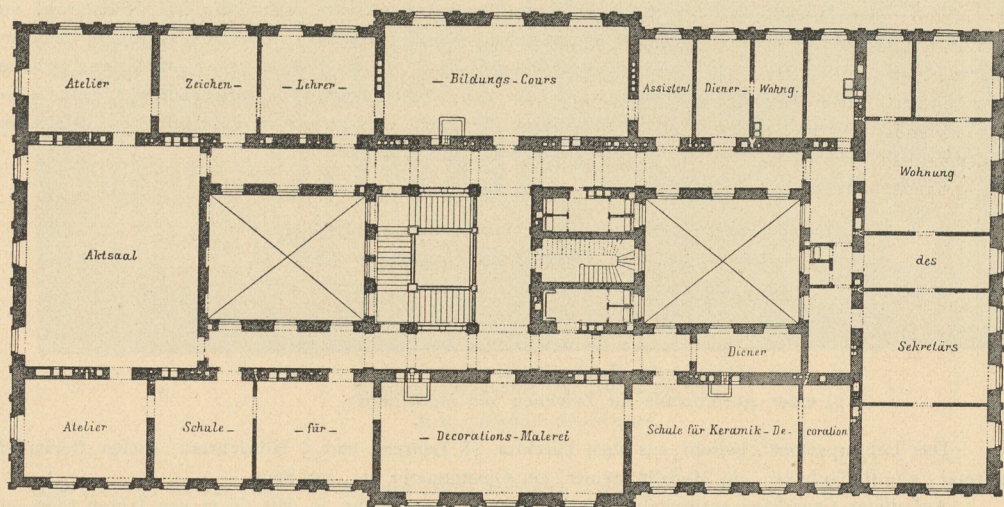 Atelier
Zeichen-
- Lehrer -
- Bildungs-Cours
Assistent
Diener-
Wohng.
Wohnung
Aktsaal
des
Diener
Sekretärs
Atelier
Schule -
- für -
- Decorations-Malerei
Schule für Keramik-De-
coration